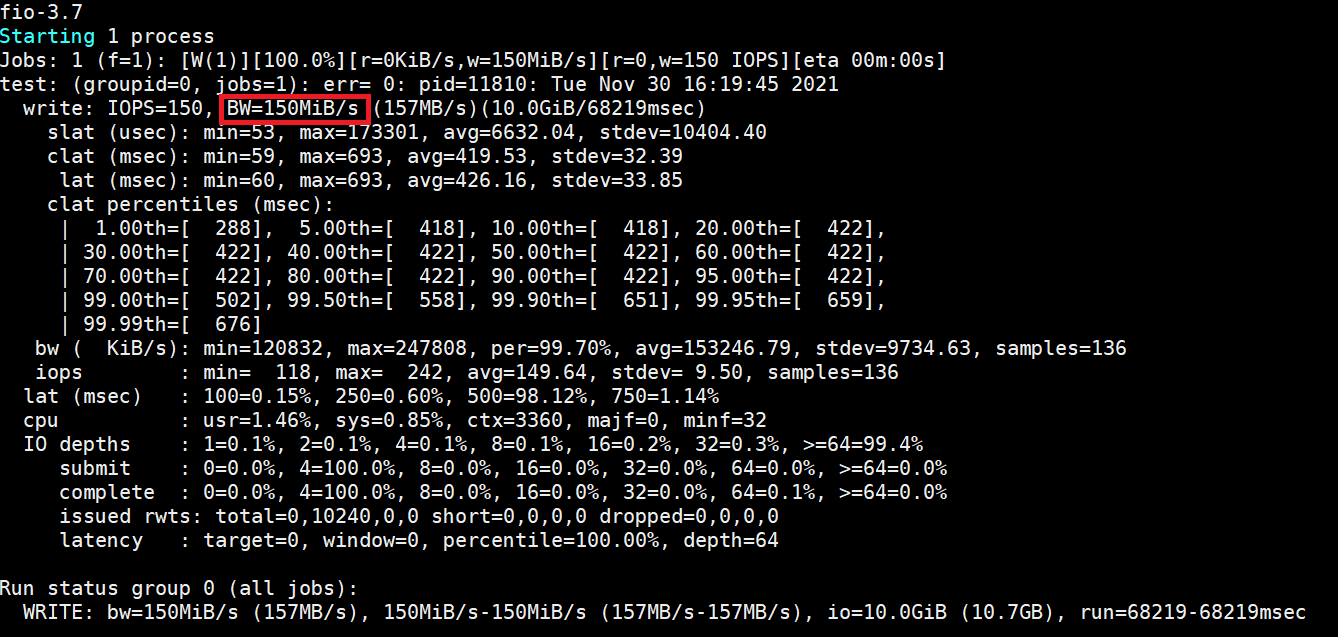 fio-3.7
Starting 1 process
Jobs: 1 (f=1): [W(1)][100.0%][r=0KiB/s,w=150MiB/s][r=0,w=150 IOPS][eta 00m:00s]
test: (groupid=0, jobs=1): err= 0: pid=11810: Tue Nov 30 16:19:45 2021
  write: IOPS=150, BW=150MiB/s (157MB/s)(10.0GiB/68219msec)
    slat (usec): min=53, max=173301, avg=6632.04, stdev=10404.40
    clat (msec): min=59, max=693, avg=419.53, stdev=32.39
     lat (msec): min=60, max=693, avg=426.16, stdev=33.85
    clat percentiles (msec):
     |  1.00th=[  288],  5.00th=[  418], 10.00th=[  418], 20.00th=[  422],
     | 30.00th=[  422], 40.00th=[  422], 50.00th=[  422], 60.00th=[  422],
     | 70.00th=[  422], 80.00th=[  422], 90.00th=[  422], 95.00th=[  422],
     | 99.00th=[  502], 99.50th=[  558], 99.90th=[  651], 99.95th=[  659],
     | 99.99th=[  676]
   bw (  KiB/s): min=120832, max=247808, per=99.70%, avg=153246.79, stdev=9734.63, samples=136
   iops        : min=  118, max=  242, avg=149.64, stdev= 9.50, samples=136
  lat (msec)   : 100=0.15%, 250=0.60%, 500=98.12%, 750=1.14%
  cpu          : usr=1.46%, sys=0.85%, ctx=3360, majf=0, minf=32
  IO depths    : 1=0.1%, 2=0.1%, 4=0.1%, 8=0.1%, 16=0.2%, 32=0.3%, >=64=99.4%
     submit    : 0=0.0%, 4=100.0%, 8=0.0%, 16=0.0%, 32=0.0%, 64=0.0%, >=64=0.0%
     complete  : 0=0.0%, 4=100.0%, 8=0.0%, 16=0.0%, 32=0.0%, 64=0.1%, >=64=0.0%
     issued rwts: total=0,10240,0,0 short=0,0,0,0 dropped=0,0,0,0
     latency   : target=0, window=0, percentile=100.00%, depth=64
Run status group 0 (all jobs):
  WRITE: bw=150MiB/s (157MB/s), 150MiB/s-150MiB/s (157MB/s-157MB/s), io=10.0GiB (10.7GB), run=68219-68219msec